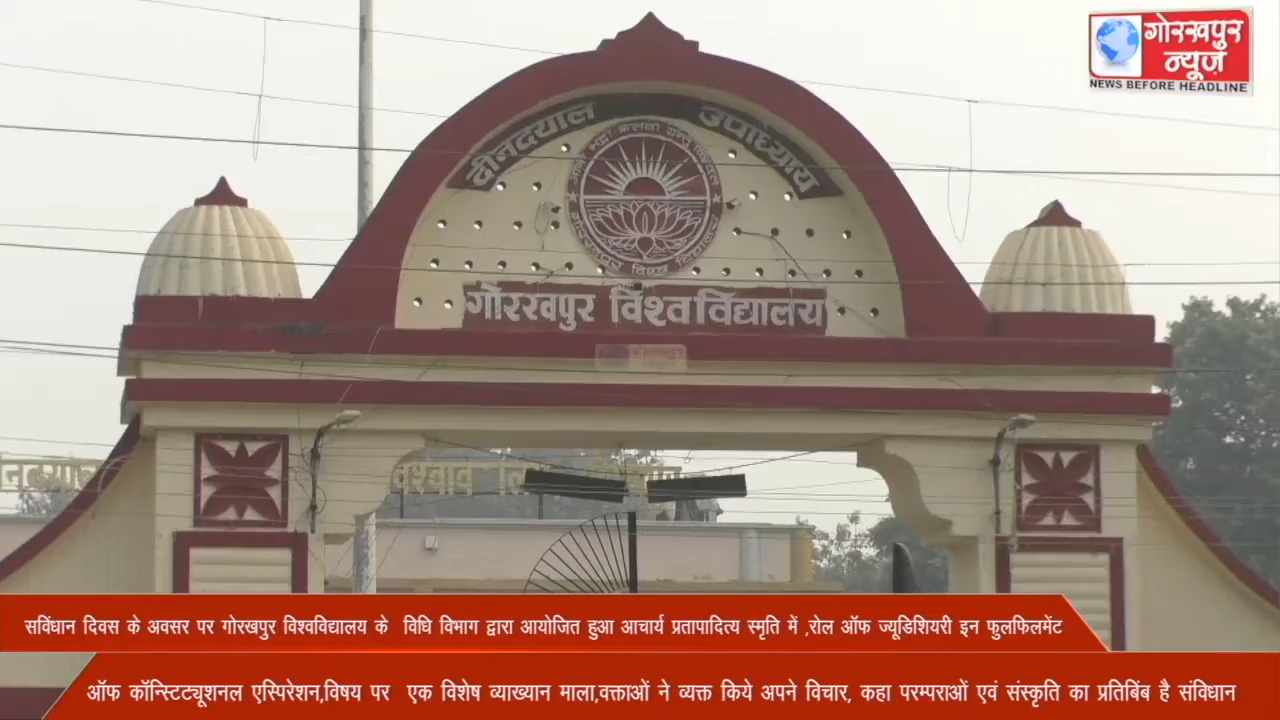 गोरखपुर
न्यूज़
NEWS BEFORE HEADLINE
दीनदयाल उपाध्याय
गोरखपुर विश्व विद्यालय
गोरखपुर विश्वविद्यालय
सविंधान दिवस के अवसर पर गोरखपुर विश्वविद्यालय के विधि विभाग द्वारा आयोजित हुआ आचार्य प्रतापादित्य स्मृति में ,रोल ऑफ ज्यूडिशियरी इन फुलफिलमेंट
ऑफ कॉन्स्टिट्यूशनल एस्पिरेशन,विषय पर एक विशेष व्याख्यान माला,वक्ताओं ने व्यक्त किये अपने विचार, कहा परम्पराओं एवं संस्कृति का प्रतिबिंब है संविधान